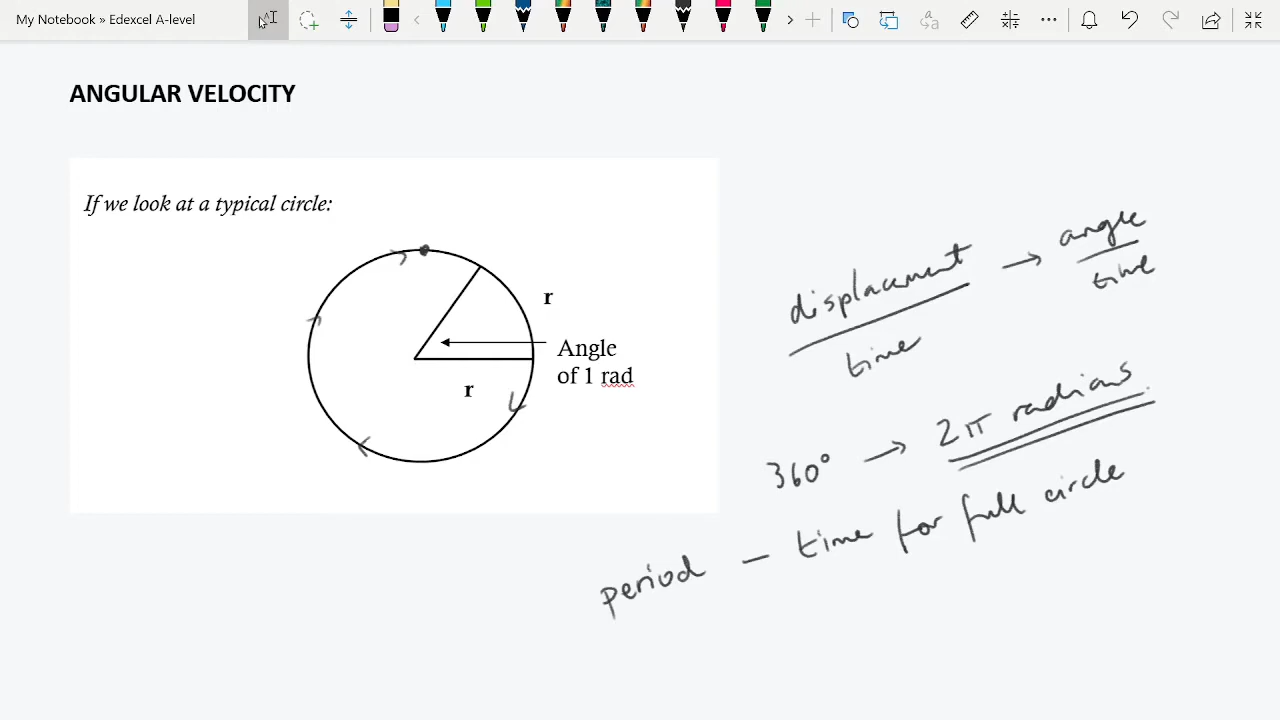 My Notebook » Edexcel A-level
ANGULAR VELOCITY
If we look at a typical circle:
r
Angle
of 1 rad
r
displacement
time
→ angle
time
360° → 2π radians
period – time for full circle